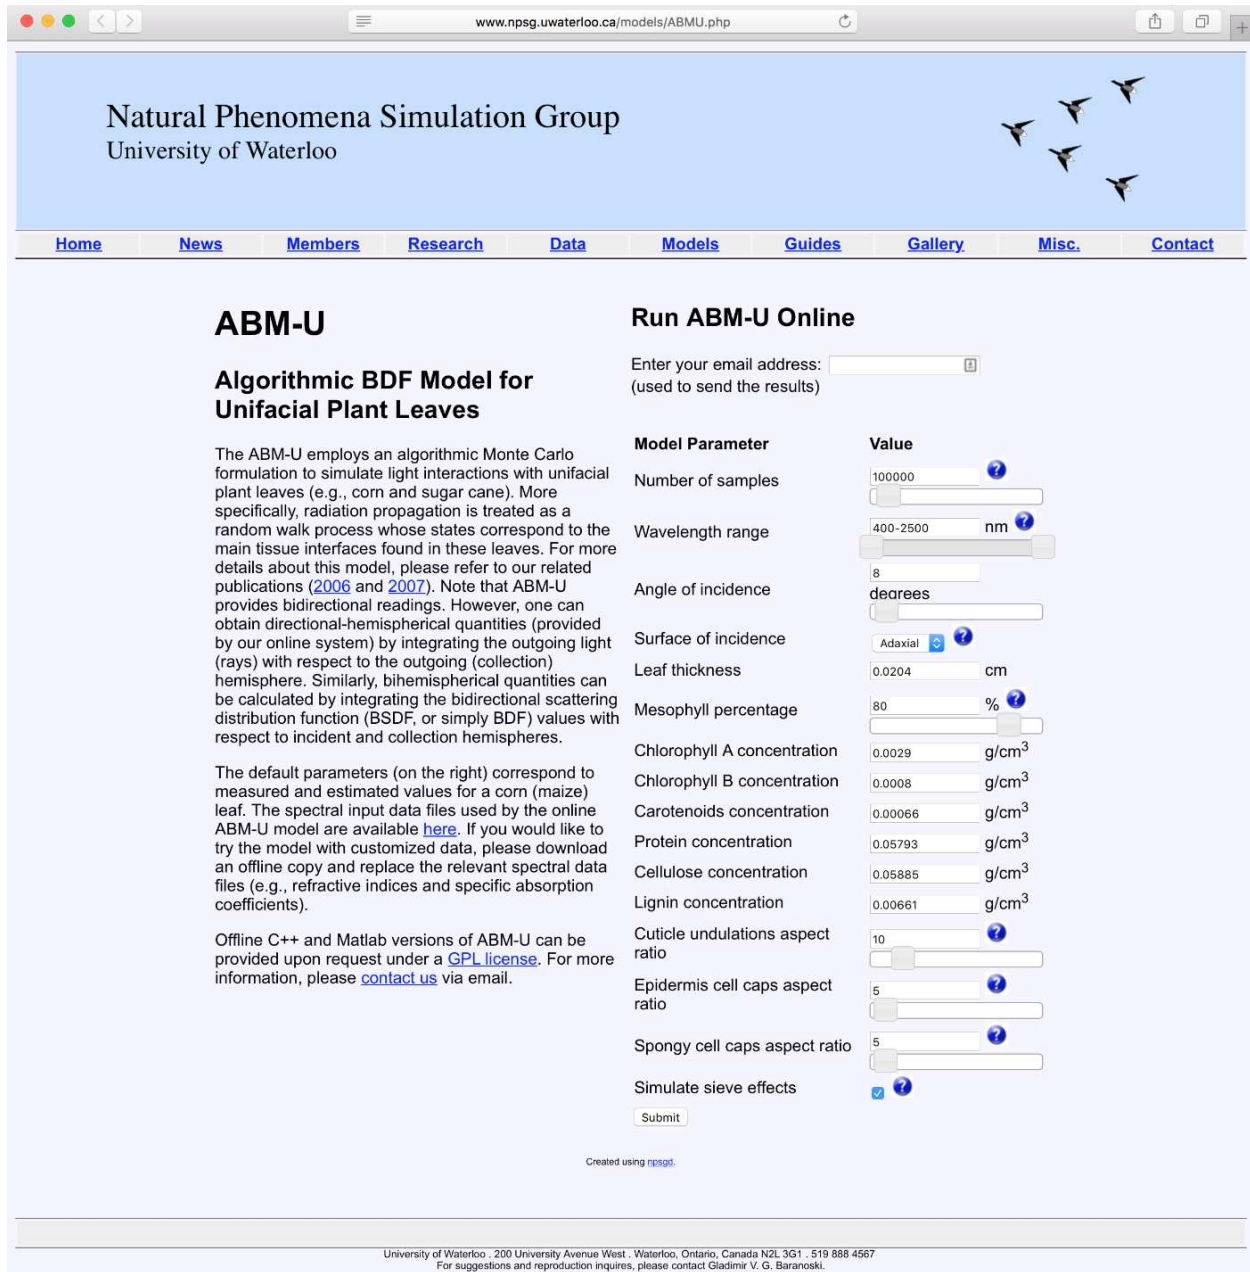 www.npsg.uwaterloo.ca/models/ABMU.php
Natural Phenomena Simulation Group
University of Waterloo
Home News Members Research Data Models Guides Gallery Misc. Contact
ABM-U
Algorithmic BDF Model for
Unifacial Plant Leaves
The ABM-U employs an algorithmic Monte Carlo
formulation to simulate light interactions with unifacial
plant leaves (e.g., corn and sugar cane). More
specifically, radiation propagation is treated as a
random walk process whose states correspond to the
main tissue interfaces found in these leaves. For more
details about this model, please refer to our related
publications (2006 and 2007). Note that ABM-U
provides bidirectional readings. However, one can
obtain directional-hemispherical quantities (provided
by our online system) by integrating the outgoing light
(rays) with respect to the outgoing (collection)
hemisphere. Similarly, bihemispherical quantities can
be calculated by integrating the bidirectional scattering
distribution function (BSDF, or simply BDF) values with
respect to incident and collection hemispheres.
The default parameters (on the right) correspond to
measured and estimated values for a corn (maize)
leaf. The spectral input data files used by the online
ABM-U model are available here. If you would like to
try the model with customized data, please download
an offline copy and replace the relevant spectral data
files (e.g., refractive indices and specific absorption
coefficients).
Offline C++ and Matlab versions of ABM-U can be
provided upon request under a GPL license. For more
information, please contact us via email.
Run ABM-U Online
Enter your email address:
(used to send the results)
Model Parameter Value
Number of samples 100000 ?
Wavelength range 400-2500 nm ?
Angle of incidence 8
degrees
Surface of incidence Adaxial ?
Leaf thickness 0.0204 cm
Mesophyll percentage 80 % ?
Chlorophyll A concentration 0.0029 g/cm³
Chlorophyll B concentration 0.0008 g/cm³
Carotenoids concentration 0.00066 g/cm³
Protein concentration 0.05793 g/cm³
Cellulose concentration 0.05885 g/cm³
Lignin concentration 0.00661 g/cm³
Cuticle undulations aspect
ratio 10 ?
Epidermis cell caps aspect
ratio 5 ?
Spongy cell caps aspect ratio 5 ?
Simulate sieve effects ?
Submit
Created using npsgd.
University of Waterloo . 200 University Avenue West . Waterloo, Ontario, Canada N2L 3G1 . 519 888 4567
For suggestions and reproduction inquires, please contact Gladimir V. G. Baranoski.